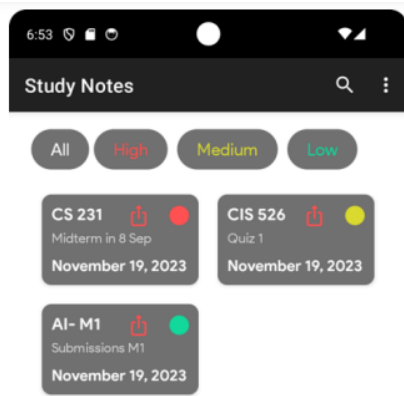 6:53
Study Notes
All High Medium Low
CS 231
Midterm in 8 Sep
November 19, 2023
CIS 526
Quiz 1
November 19, 2023
AI- M1
Submissions M1
November 19, 2023